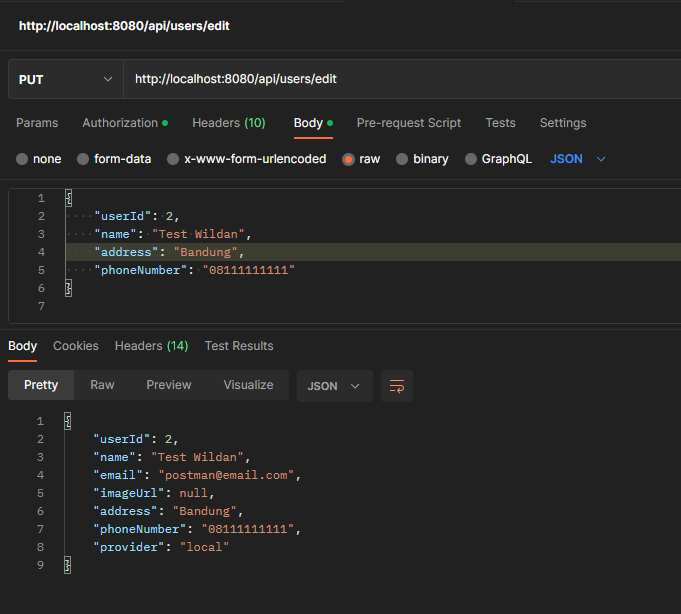 http://localhost:8080/api/users/edit
PUT http://localhost:8080/api/users/edit
Params Authorization Headers (10) Body Pre-request Script Tests Settings
none form-data x-www-form-urlencoded raw binary GraphQL JSON
1 {
2 "userId": 2,
3 "name": "Test Wildan",
4 "address": "Bandung",
5 "phoneNumber": "08111111111"
6 }
7
Body Cookies Headers (14) Test Results
Pretty Raw Preview Visualize JSON
1 {
2 "userId": 2,
3 "name": "Test Wildan",
4 "email": "postman@email.com",
5 "imageUrl": null,
6 "address": "Bandung",
7 "phoneNumber": "08111111111",
8 "provider": "local"
9 }